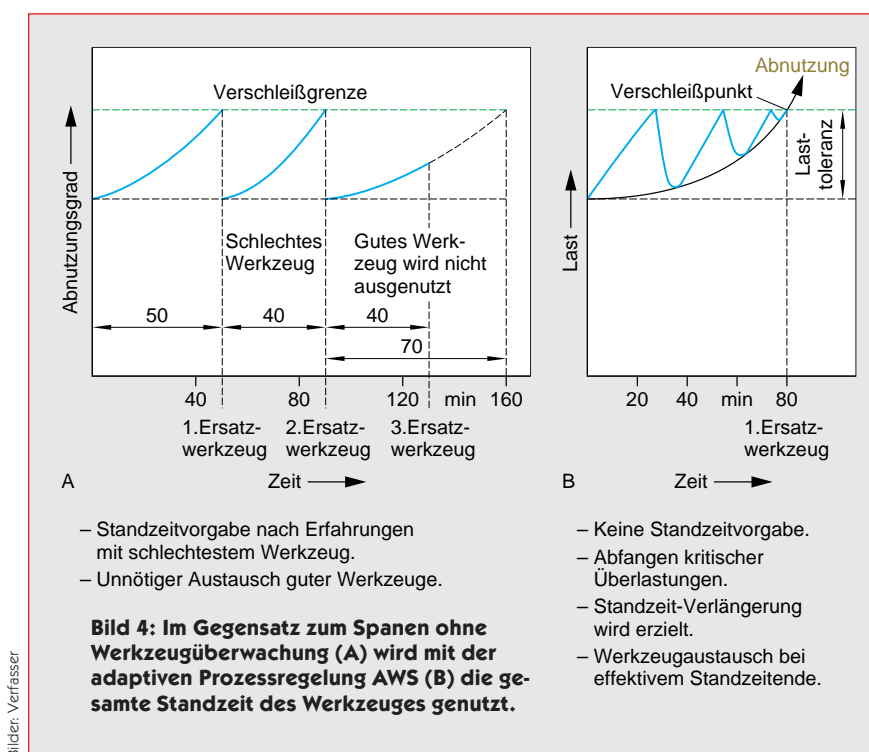 Verschleißgrenze
Abnutzungsgrad
Schlechtes
Werkzeug
Gutes Werk-
zeug wird nicht
ausgenutzt
50
40
40
70
40
80
120
min
160
1.Ersatz-
werkzeug
2.Ersatz-
werkzeug
3.Ersatz-
werkzeug
A
Zeit
– Standzeitvorgabe nach Erfahrungen
mit schlechtestem Werkzeug.
– Unnötiger Austausch guter Werkzeuge.
Abnutzung
Verschleißpunkt
Last-
toleranz
Last
20
40
min
80
1.Ersatz-
werkzeug
B
Zeit
– Keine Standzeitvorgabe.
– Abfangen kritischer
Überlastungen.
– Standzeit-Verlängerung
wird erzielt.
– Werkzeugaustausch bei
effektivem Standzeitende.
Bild 4: Im Gegensatz zum Spanen ohne
Werkzeugüberwachung (A) wird mit der
adaptiven Prozessregelung AWS (B) die ge-
samte Standzeit des Werkzeuges genutzt.
Bilder: Verfasser